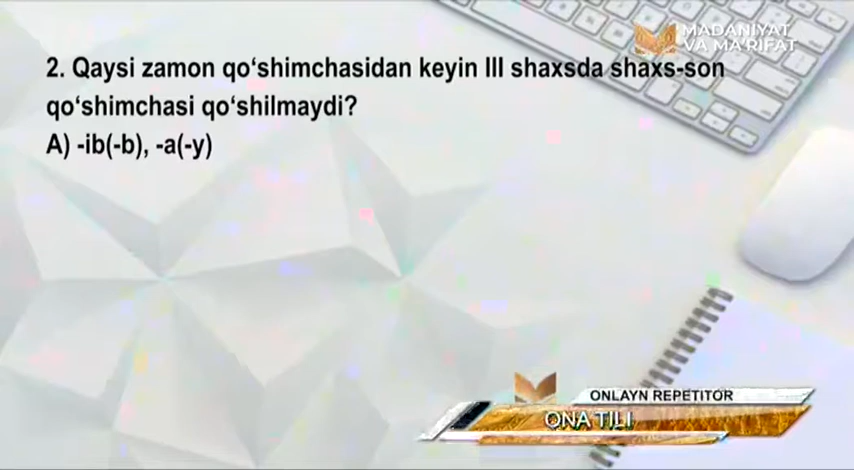 MADANIYAT
VA MA'RIFAT
2. Qaysi zamon qo‘shimchasidan keyin III shaxsda shaxs-son
qo‘shimchasi qo‘shilmaydi?
A) -ib(-b), -a(-y)
ONLAYN REPETITOR
ONA TILI